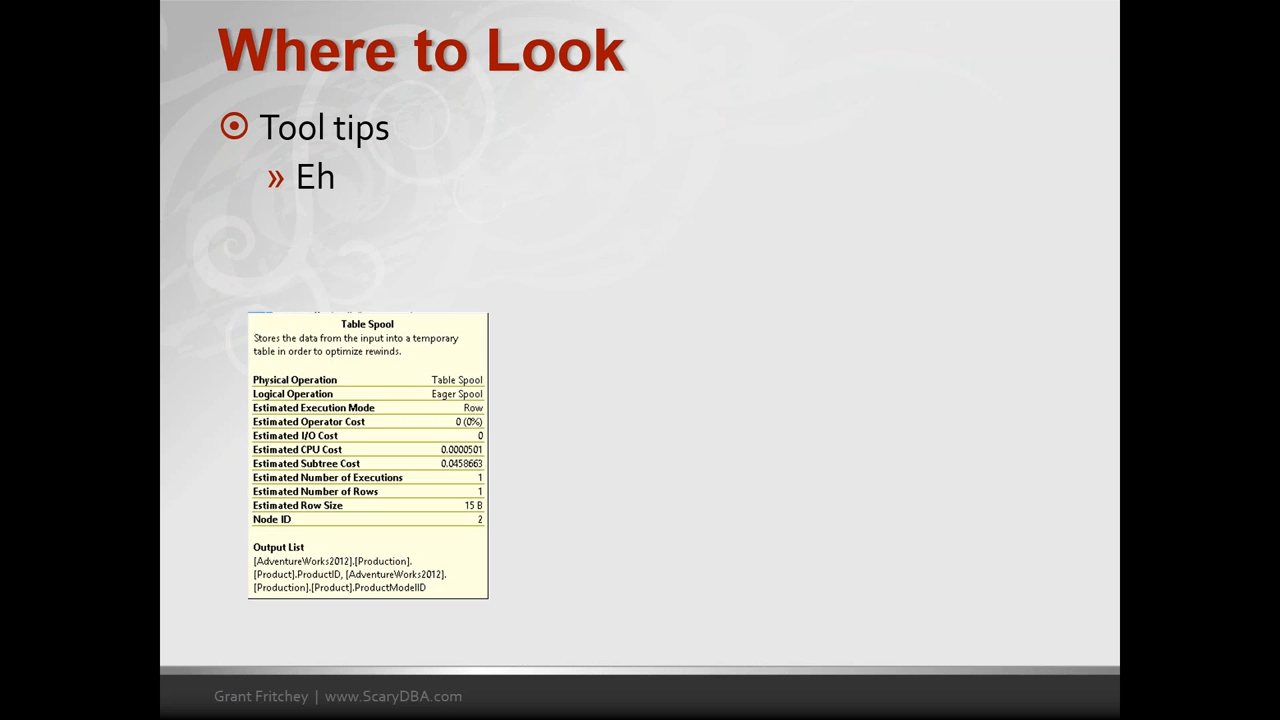 Where to Look
Tool tips
» Eh
Table Spool
Stores the data from the input into a temporary
table in order to optimize rewinds.
Physical Operation Table Spool
Logical Operation Eager Spool
Estimated Execution Mode Row
Estimated Operator Cost 0 (0%)
Estimated I/O Cost 0
Estimated CPU Cost 0.0000501
Estimated Subtree Cost 0.0458663
Estimated Number of Executions 1
Estimated Number of Rows 1
Estimated Row Size 15 B
Node ID 2
Output List
[AdventureWorks2012].[Production].
[Product].ProductID, [AdventureWorks2012].
[Production].[Product].ProductModelID
Grant Fritchey | www.ScaryDBA.com